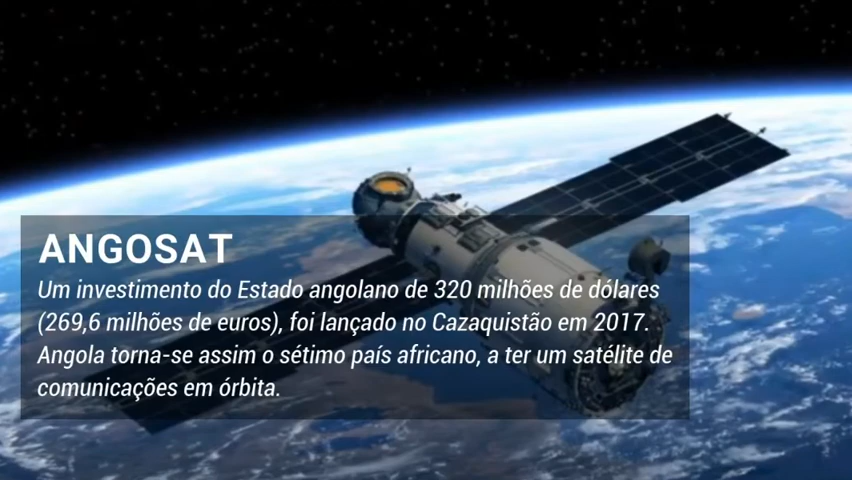 ANGOSAT
Um investimento do Estado angolano de 320 milhões de dólares
(269,6 milhões de euros), foi lançado no Cazaquistão em 2017.
Angola torna-se assim o sétimo país africano, a ter um satélite de
comunicações em órbita.